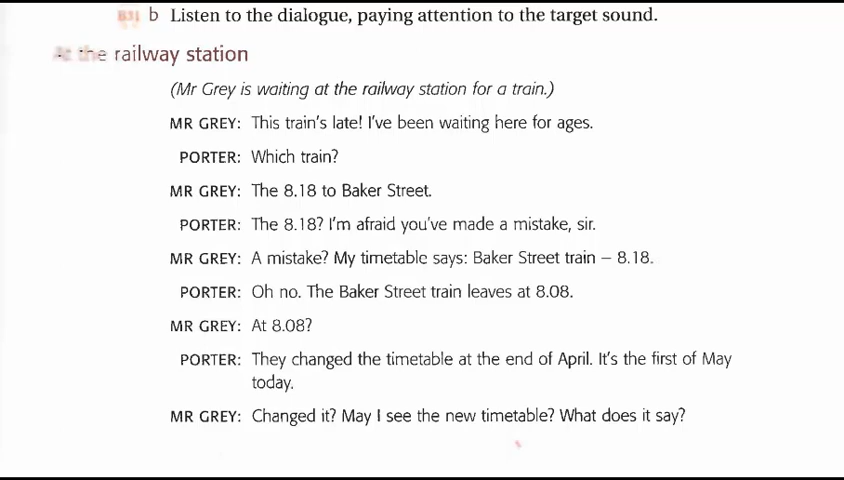 B31 b Listen to the dialogue, paying attention to the target sound.
At the railway station
(Mr Grey is waiting at the railway station for a train.)
MR GREY: This train's late! I've been waiting here for ages.
PORTER: Which train?
MR GREY: The 8.18 to Baker Street.
PORTER: The 8.18? I'm afraid you've made a mistake, sir.
MR GREY: A mistake? My timetable says: Baker Street train – 8.18.
PORTER: Oh no. The Baker Street train leaves at 8.08.
MR GREY: At 8.08?
PORTER: They changed the timetable at the end of April. It's the first of May
today.
MR GREY: Changed it? May I see the new timetable? What does it say?